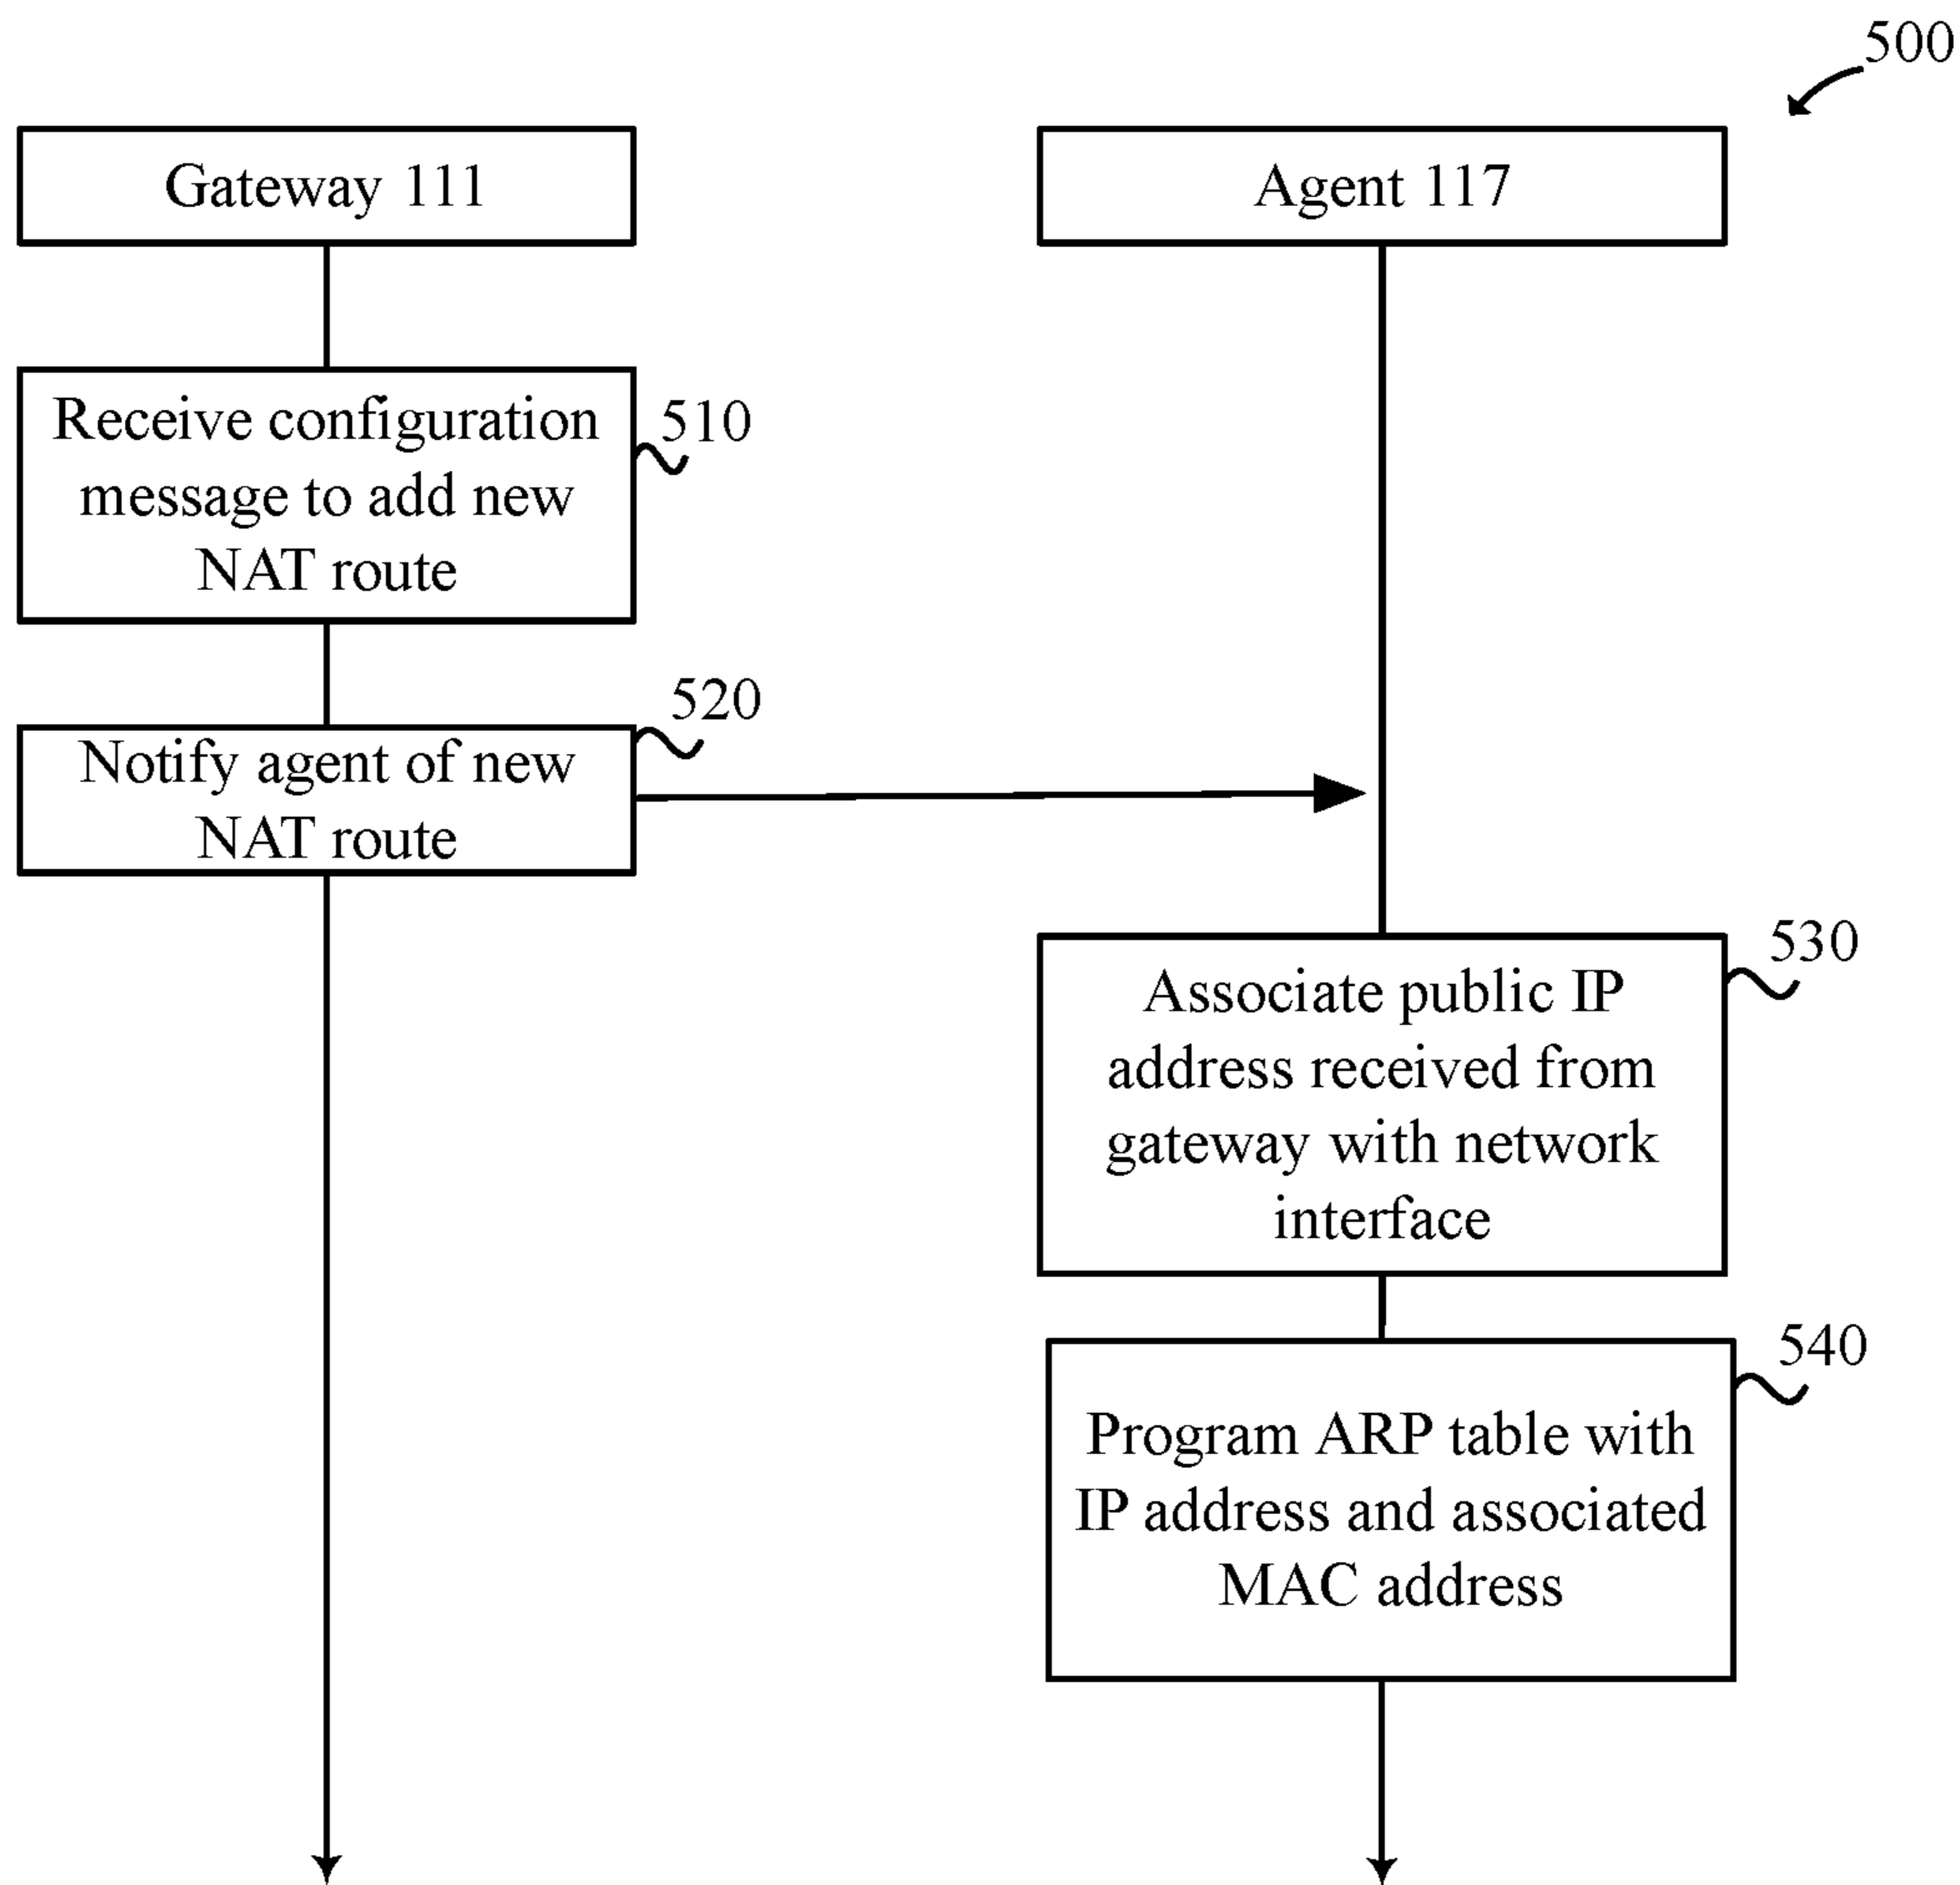 500
Gateway 111
Agent 117
Receive configuration
message to add new
NAT route
510
Notify agent of new
NAT route
520
Associate public IP
address received from
gateway with network
interface
530
Program ARP table with
IP address and associated
MAC address
540